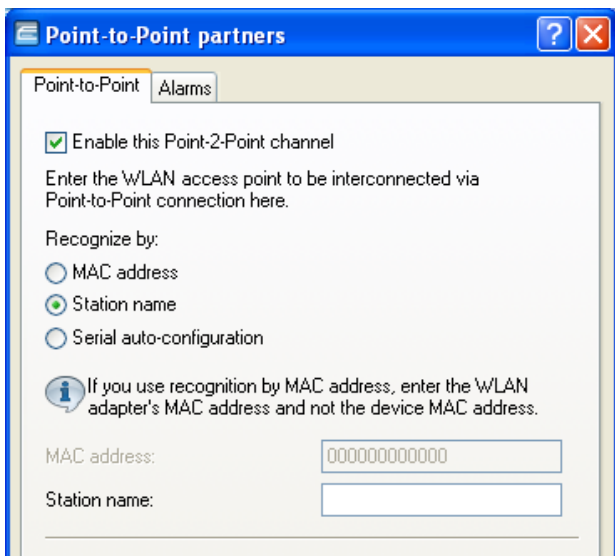 Point-to-Point partners
Point-to-Point
Alarms
Enable this Point-2-Point channel
Enter the WLAN access point to be interconnected via
Point-to-Point connection here.
Recognize by:
MAC address
Station name
Serial auto-configuration
If you use recognition by MAC address, enter the WLAN
adapter's MAC address and not the device MAC address.
MAC address:
000000000000
Station name: